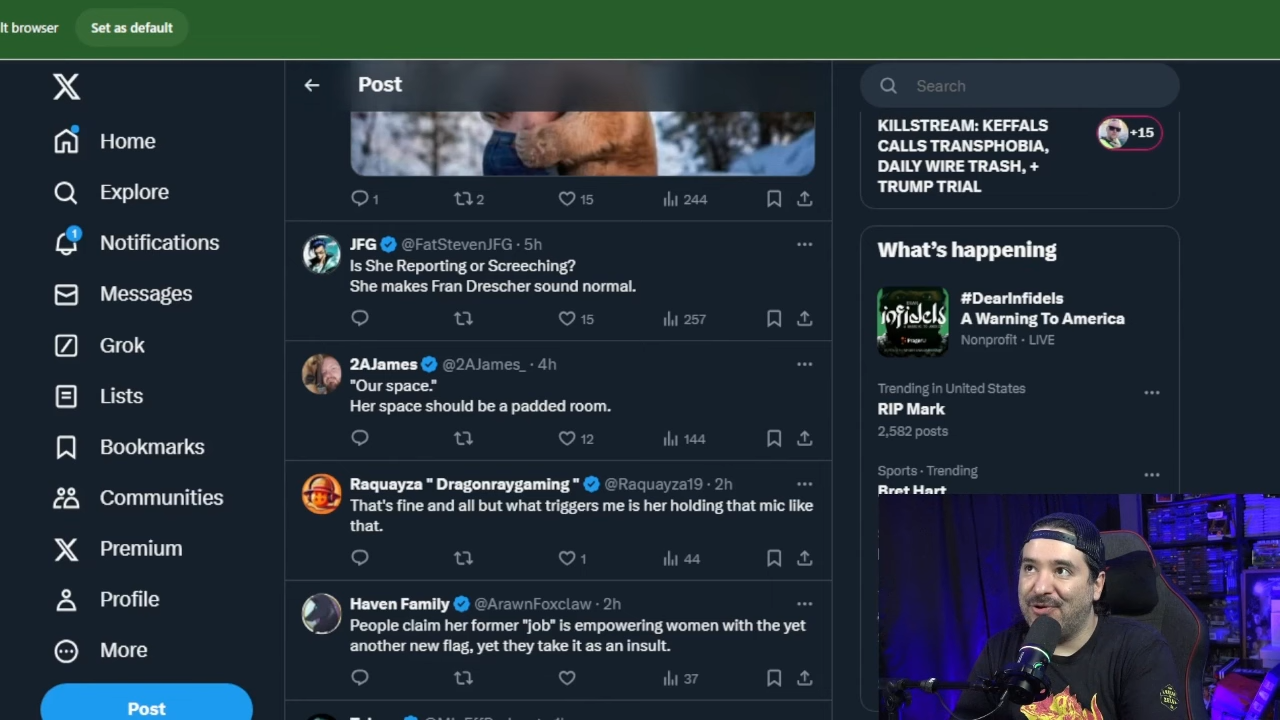 lt browser
Set as default
Home
Explore
Notifications
1
Messages
Grok
Lists
Bookmarks
Communities
Premium
Profile
More
Post
Post
1
2
15
244
JFG @FatStevenJFG · 5h
Is She Reporting or Screeching?
She makes Fran Drescher sound normal.
15
257
2AJames @2AJames_ · 4h
"Our space."
Her space should be a padded room.
12
144
Raquayza " Dragonraygaming " @Raquayza19 · 2h
That's fine and all but what triggers me is her holding that mic like
that.
1
44
Haven Family @ArawnFoxclaw · 2h
People claim her former "job" is empowering women with the yet
another new flag, yet they take it as an insult.
37
Search
KILLSTREAM: KEFFALS
CALLS TRANSPHOBIA,
DAILY WIRE TRASH, +
TRUMP TRIAL
+15
What's happening
infidels
#DearInfidels
A Warning To America
Nonprofit · LIVE
Trending in United States
RIP Mark
2,582 posts
Sports · Trending
Bret Hart